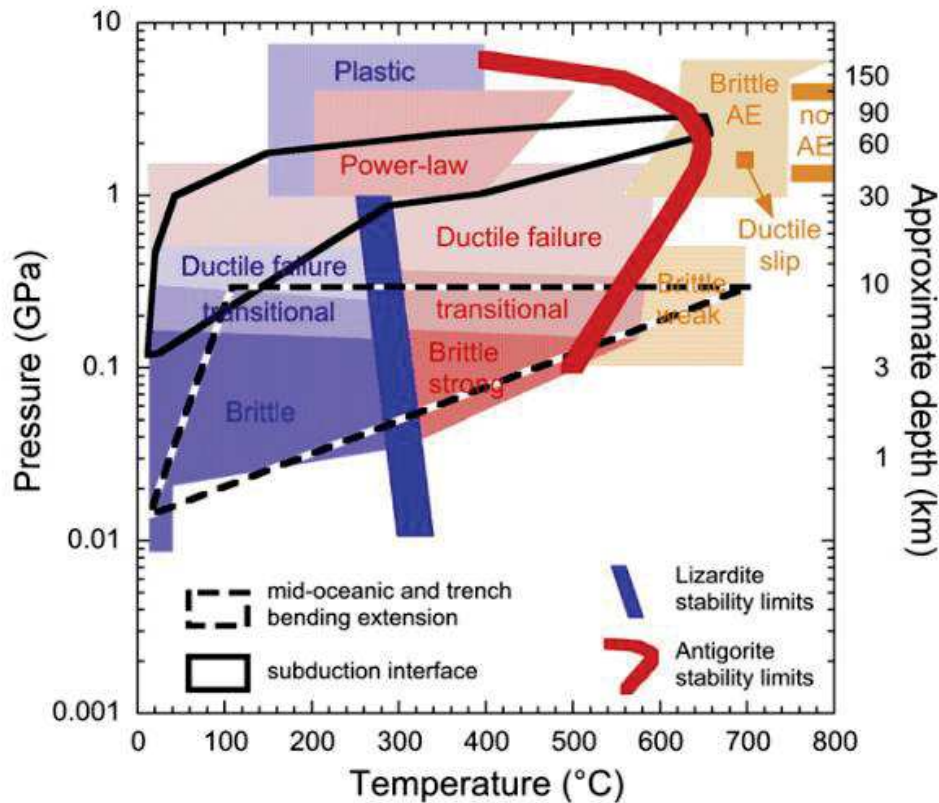 10
1
0.1
0.01
0.001
Pressure (GPa)
0
100
200
300
400
500
600
700
800
Temperature (°C)
150
90
60
30
10
3
1
Approximate depth (km)
Plastic
Power-law
Brittle
AE
no
AE
Ductile
slip
Ductile failure
Ductile failure
transitional
transitional
Brittle
weak
Brittle
strong
Brittle
mid-oceanic and trench
bending extension
subduction interface
Lizardite
stability limits
Antigorite
stability limits